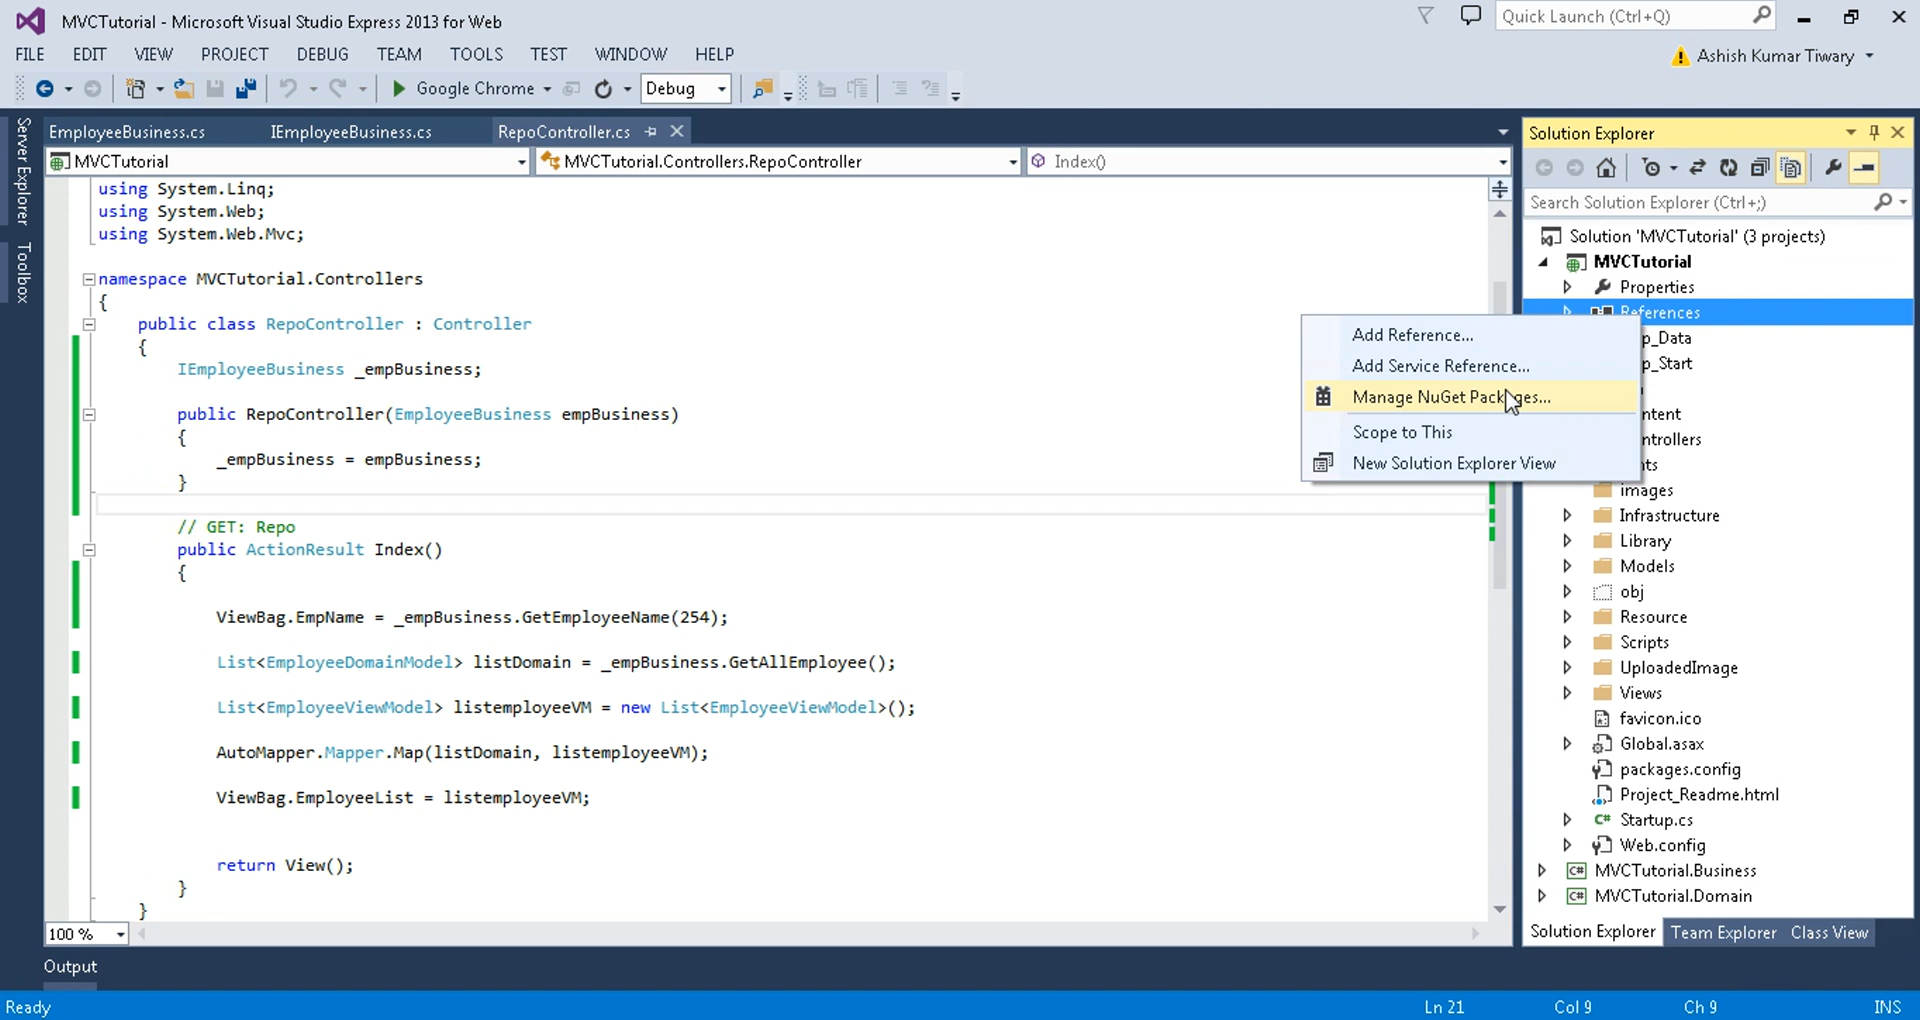 MVCTutorial - Microsoft Visual Studio Express 2013 for Web
Quick Launch (Ctrl+Q)
FILE EDIT VIEW PROJECT DEBUG TEAM TOOLS TEST WINDOW HELP
Ashish Kumar Tiwary
Google Chrome
Debug
Server Explorer
Toolbox
EmployeeBusiness.cs IEmployeeBusiness.cs RepoController.cs
MVCTutorial MVCTutorial.Controllers.RepoController Index()
using System.Linq;
using System.Web;
using System.Web.Mvc;
namespace MVCTutorial.Controllers
{
public class RepoController : Controller
{
IEmployeeBusiness _empBusiness;
public RepoController(EmployeeBusiness empBusiness)
{
_empBusiness = empBusiness;
}
// GET: Repo
public ActionResult Index()
{
ViewBag.EmpName = _empBusiness.GetEmployeeName(254);
List<EmployeeDomainModel> listDomain = _empBusiness.GetAllEmployee();
List<EmployeeViewModel> listemployeeVM = new List<EmployeeViewModel>();
AutoMapper.Mapper.Map(listDomain, listemployeeVM);
ViewBag.EmployeeList = listemployeeVM;
return View();
}
}
100 %
Add Reference...
Add Service Reference...
Manage NuGet Packages...
Scope to This
New Solution Explorer View
Solution Explorer
Search Solution Explorer (Ctrl+;)
Solution 'MVCTutorial' (3 projects)
MVCTutorial
Properties
References
p_Data
p_Start
ntent
ntrollers
nts
images
Infrastructure
Library
Models
obj
Resource
Scripts
UploadedImage
Views
favicon.ico
Global.asax
packages.config
Project_Readme.html
C# Startup.cs
Web.config
C# MVCTutorial.Business
C# MVCTutorial.Domain
Solution Explorer Team Explorer Class View
Output
Ready Ln 21 Col 9 Ch 9 INS